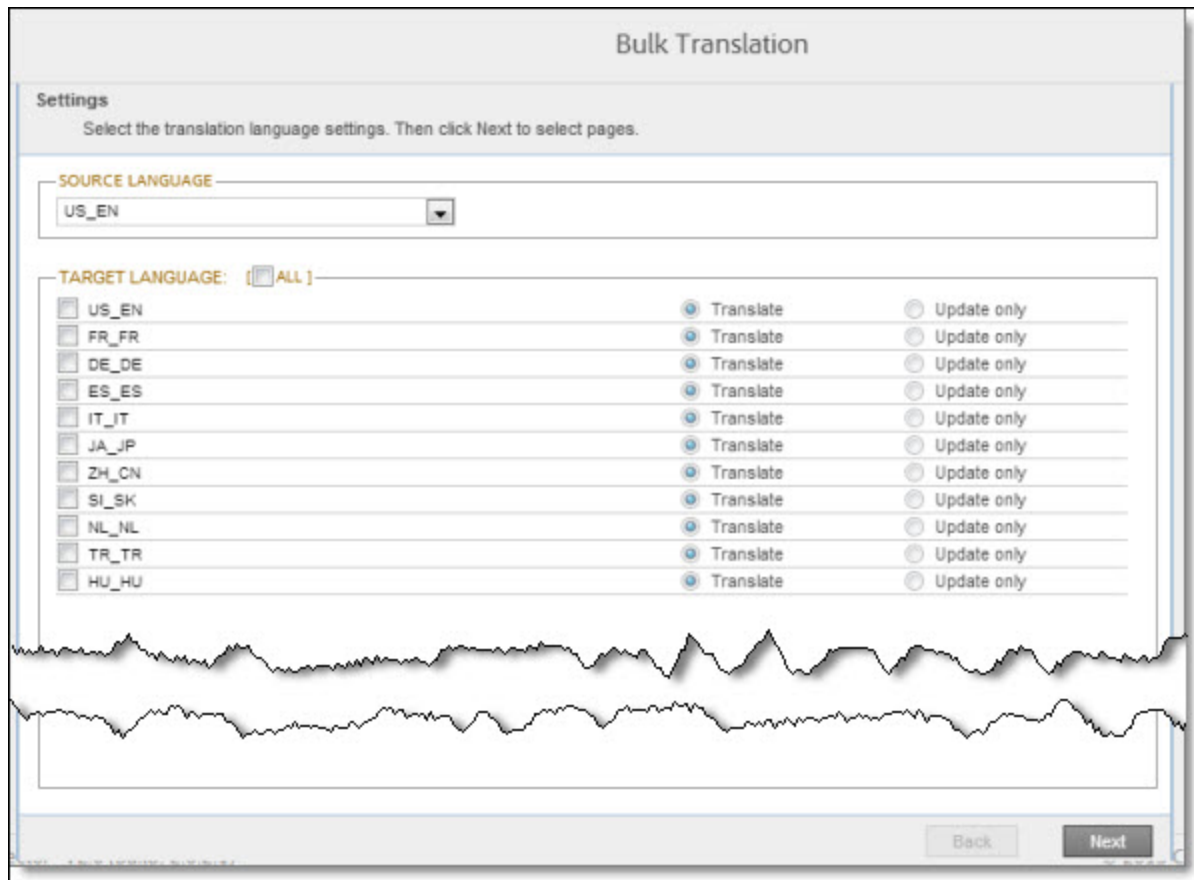 Bulk Translation
Settings
Select the translation language settings. Then click Next to select pages.
SOURCE LANGUAGE
US_EN
TARGET LANGUAGE: [ ALL ]
US_EN Translate Update only
FR_FR Translate Update only
DE_DE Translate Update only
ES_ES Translate Update only
IT_IT Translate Update only
JA_JP Translate Update only
ZH_CN Translate Update only
SI_SK Translate Update only
NL_NL Translate Update only
TR_TR Translate Update only
HU_HU Translate Update only
Back Next